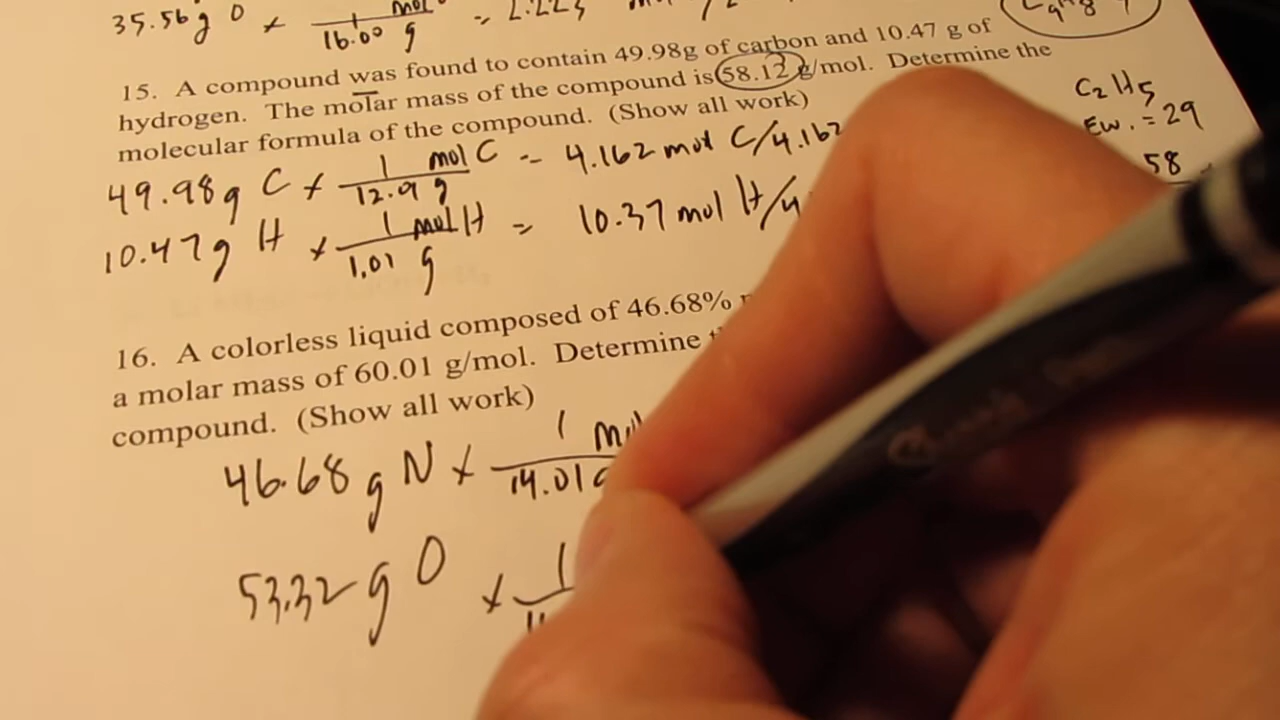 35.56 g O × 1 mol / 16.00 g =
15. A compound was found to contain 49.98g of carbon and 10.47 g of
hydrogen. The molar mass of the compound is 58.12 g/mol. Determine the
molecular formula of the compound. (Show all work)
C2H5
Ew. = 29
58
49.98g C × 1 mol C / 12.01 g = 4.162 mol C/4.162
10.47g H × 1 mol H / 1.01 g = 10.37 mol H/4
16. A colorless liquid composed of 46.68%
a molar mass of 60.01 g/mol. Determine
compound. (Show all work)
46.68 g N × 1 / 14.01
53.32 g O × 1